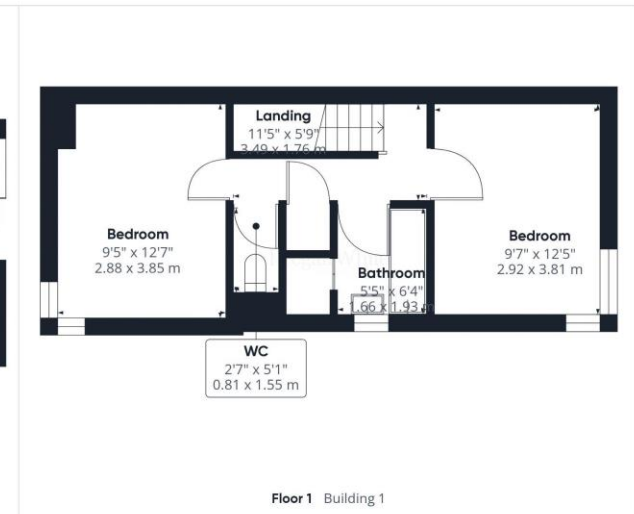 Landing
11'5" x 5'9"
3.49 x 1.76 m
Bedroom
9'5" x 12'7"
2.88 x 3.85 m
Bedroom
9'7" x 12'5"
2.92 x 3.81 m
Bathroom
5'5" x 6'4"
1.66 x 1.93 m
WC
2'7" x 5'1"
0.81 x 1.55 m
Floor 1 Building 1